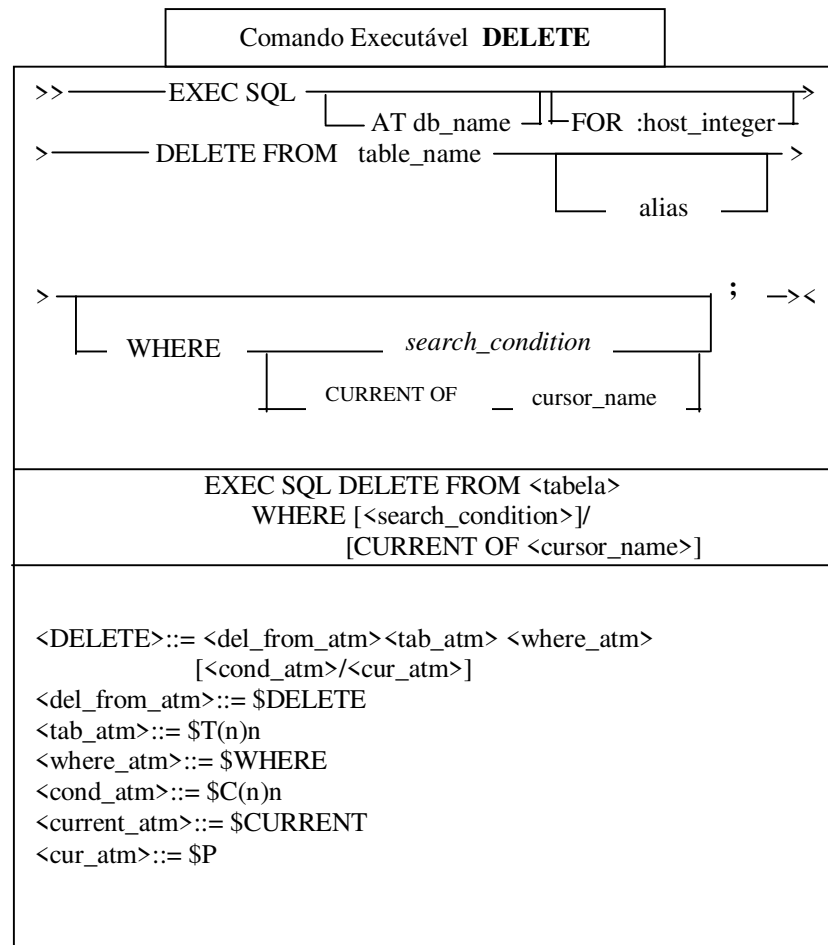 Comando Executável DELETE
>> EXEC SQL >
AT db_name FOR :host_integer
> DELETE FROM table_name >
alias
> ; ><
WHERE search_condition
CURRENT OF cursor_name
EXEC SQL DELETE FROM <tabela>
WHERE [<search_condition>]/
[CURRENT OF <cursor_name>]
<DELETE>::= <del_from_atm><tab_atm> <where_atm>
[<cond_atm>/<cur_atm>]
<del_from_atm>::= $DELETE
<tab_atm>::= $T(n)n
<where_atm>::= $WHERE
<cond_atm>::= $C(n)n
<current_atm>::= $CURRENT
<cur_atm>::= $P